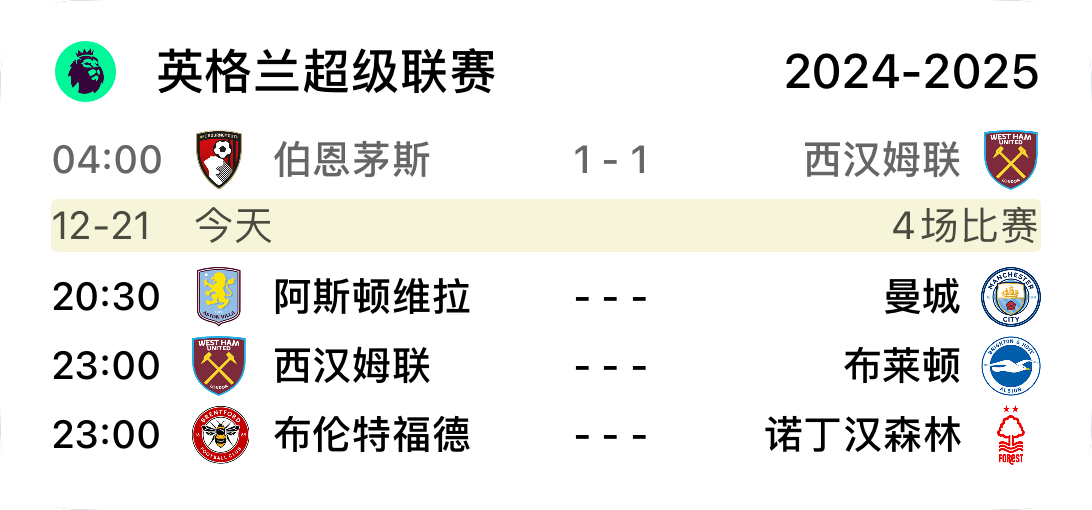 英格兰超级联赛 2024-2025
04:00 伯恩茅斯 1 - 1 西汉姆联
12-21 今天 4场比赛
20:30 阿斯顿维拉 - - - 曼城
23:00 西汉姆联 - - - 布莱顿
23:00 布伦特福德 - - - 诺丁汉森林